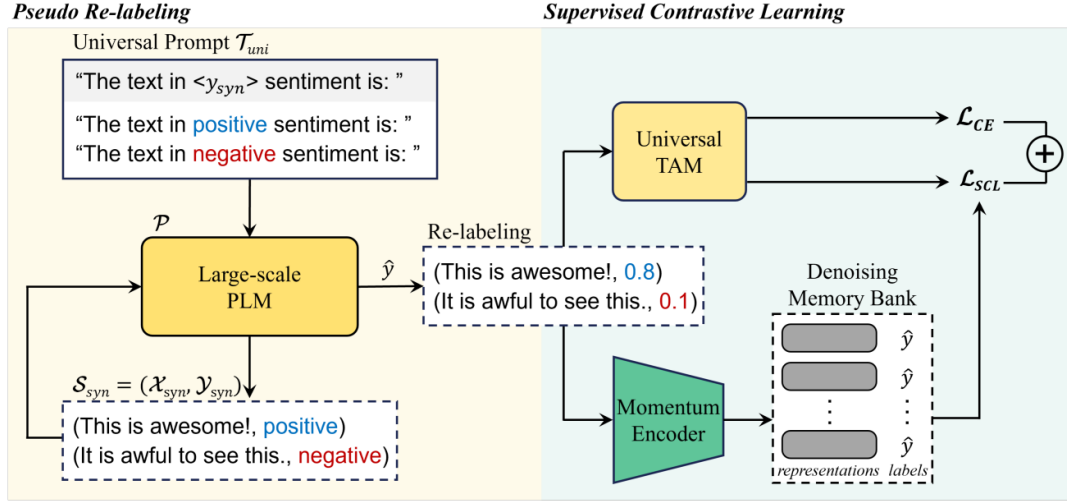 Pseudo Re-labeling
Universal Prompt 𝒯uni
“The text in <ysyn> sentiment is: ”
“The text in positive sentiment is: ”
“The text in negative sentiment is: ”
𝒫
Large-scale
PLM
ŷ
𝒮syn = (𝒳syn, 𝒴syn)
(This is awesome!, positive)
(It is awful to see this., negative)
Re-labeling
(This is awesome!, 0.8)
(It is awful to see this., 0.1)
Supervised Contrastive Learning
Universal
TAM
ℒCE
+
ℒSCL
Momentum
Encoder
Denoising
Memory Bank
ŷ
ŷ
⋮ ⋮
ŷ
representations labels